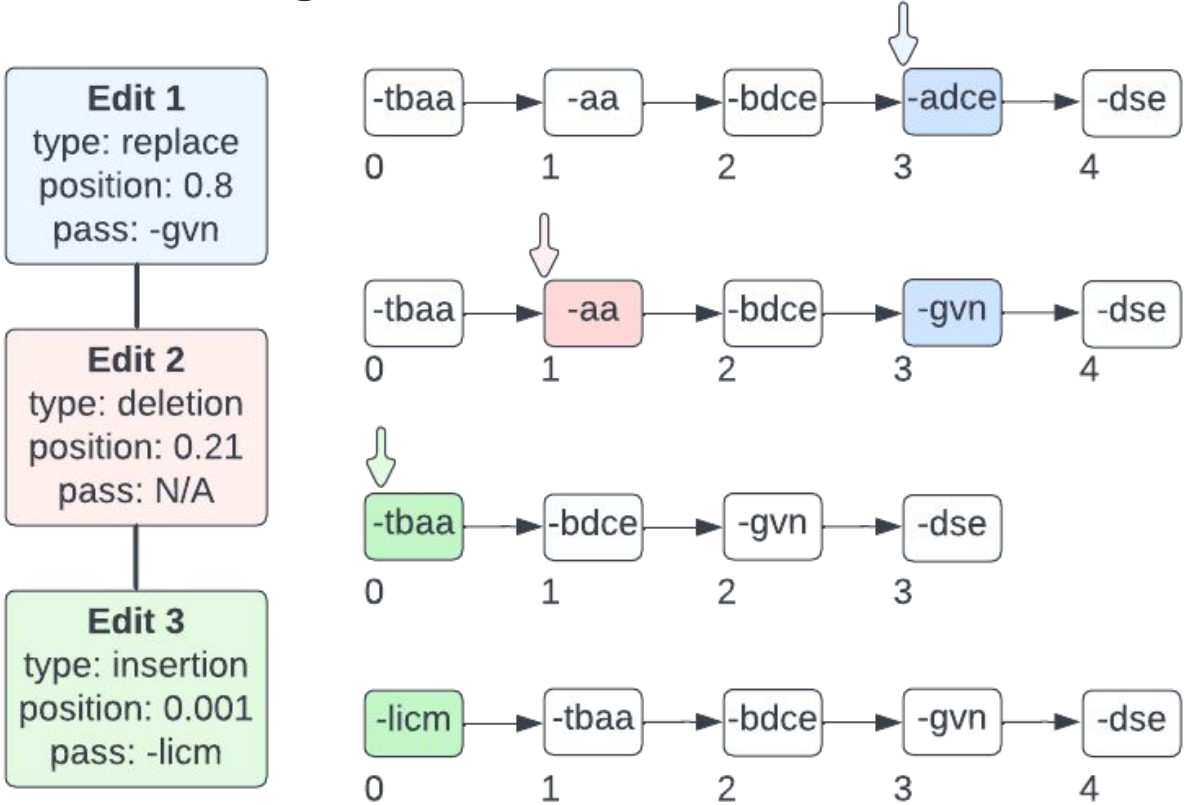 Edit 1
type: replace
position: 0.8
pass: -gvn
Edit 2
type: deletion
position: 0.21
pass: N/A
Edit 3
type: insertion
position: 0.001
pass: -licm
-tbaa -aa -bdce -adce -dse
0 1 2 3 4
-tbaa -aa -bdce -gvn -dse
0 1 2 3 4
-tbaa -bdce -gvn -dse
0 1 2 3
-licm -tbaa -bdce -gvn -dse
0 1 2 3 4